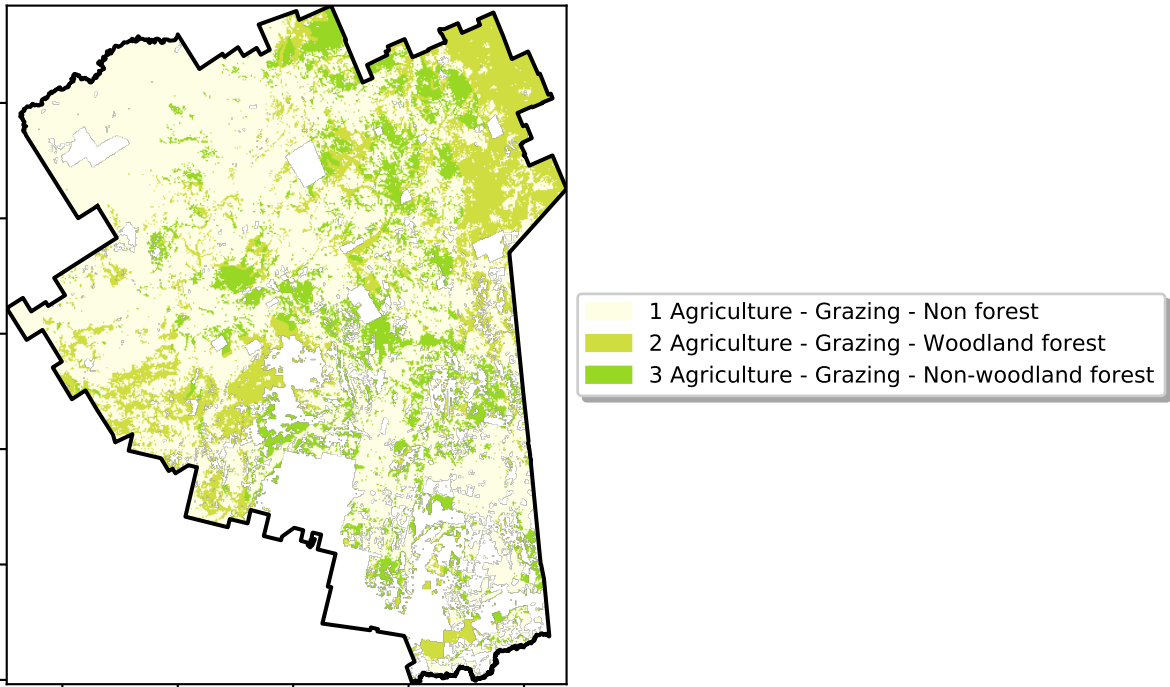 1 Agriculture - Grazing - Non forest
2 Agriculture - Grazing - Woodland forest
3 Agriculture - Grazing - Non-woodland forest